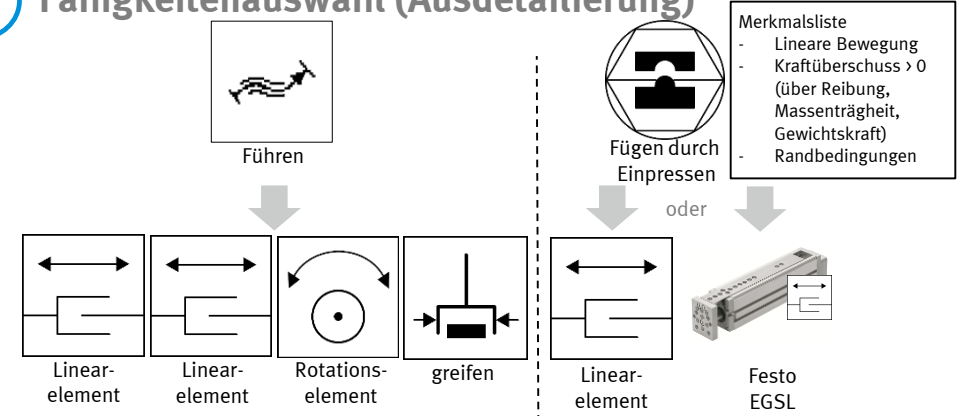 Fähigkeitenauswahl (Ausdetaillierung)
Merkmalsliste
- Lineare Bewegung
- Kraftüberschuss > 0
(über Reibung,
Massenträgheit,
Gewichtskraft)
- Randbedingungen
Führen
Fügen durch
Einpressen
oder
Linear-
element
Linear-
element
Rotations-
element
greifen
Linear-
element
Festo
EGSL